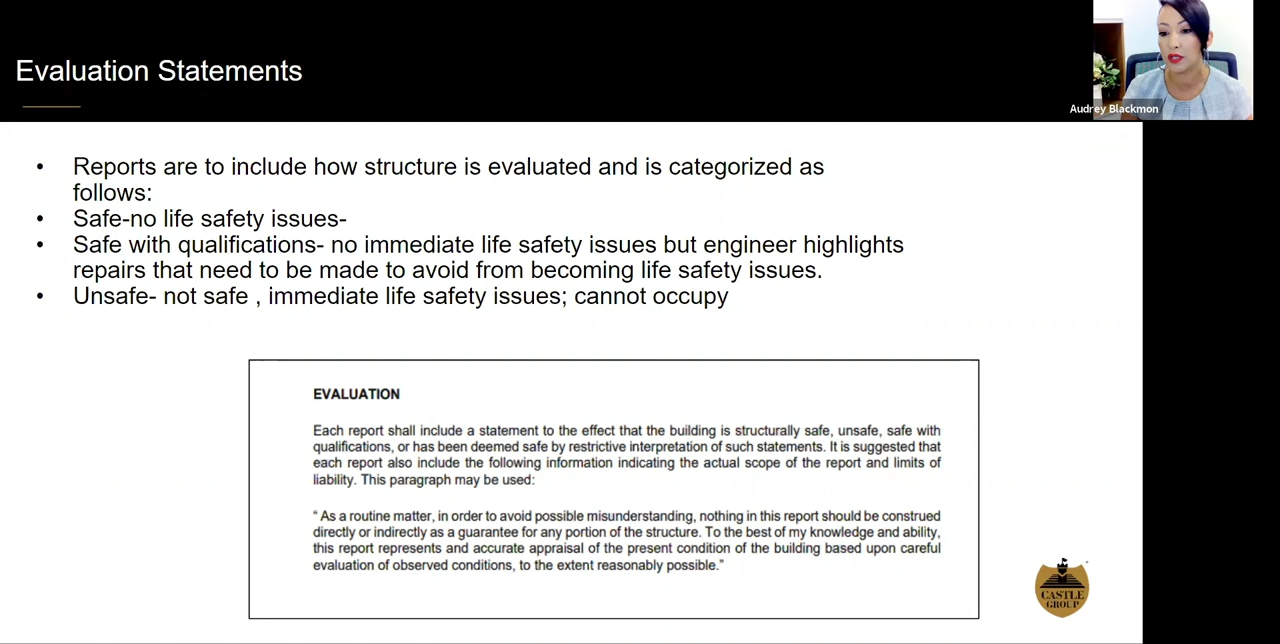 Evaluation Statements
Audrey Blackmon
• Reports are to include how structure is evaluated and is categorized as
follows:
• Safe-no life safety issues-
• Safe with qualifications- no immediate life safety issues but engineer highlights
repairs that need to be made to avoid from becoming life safety issues.
• Unsafe- not safe , immediate life safety issues; cannot occupy
EVALUATION
Each report shall include a statement to the effect that the building is structurally safe, unsafe, safe with
qualifications, or has been deemed safe by restrictive interpretation of such statements. It is suggested that
each report also include the following information indicating the actual scope of the report and limits of
liability. This paragraph may be used:
“ As a routine matter, in order to avoid possible misunderstanding, nothing in this report should be construed
directly or indirectly as a guarantee for any portion of the structure. To the best of my knowledge and ability,
this report represents and accurate appraisal of the present condition of the building based upon careful
evaluation of observed conditions, to the extent reasonably possible.”
CASTLE
GROUP